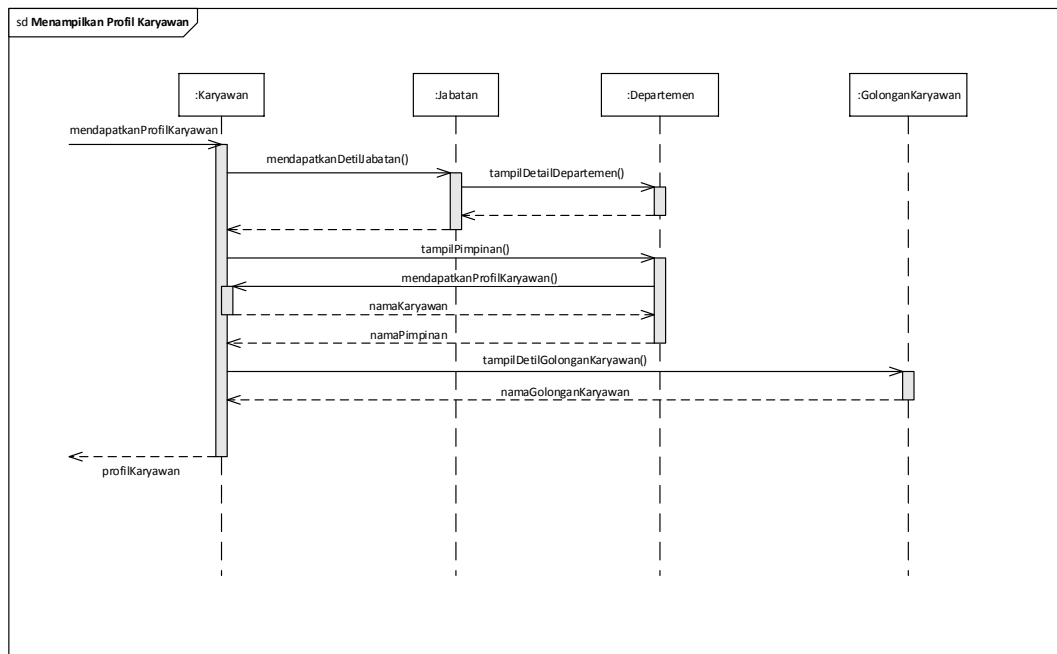 sd Menampilkan Profil Karyawan
:Karyawan
:Jabatan
:Departemen
:GolonganKaryawan
mendapatkanProfilKaryawan
mendapatkanDetilJabatan()
tampilDetailDepartemen()
tampilPimpinan()
mendapatkanProfilKaryawan()
namaKaryawan
namaPimpinan
tampilDetilGolonganKaryawan()
namaGolonganKaryawan
profilKaryawan